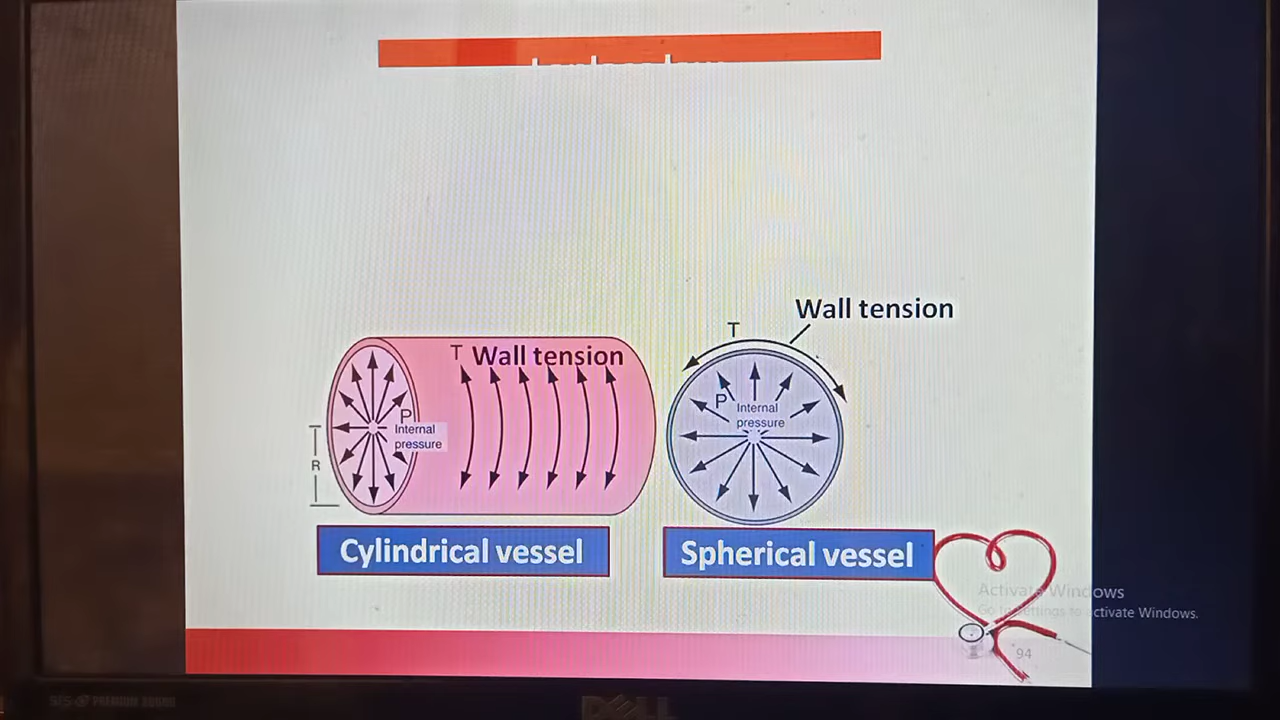 Wall tension
T
T Wall tension
P
Internal
pressure
R
P
Internal
pressure
Cylindrical vessel
Spherical vessel
Activate Windows
Go to Settings to activate Windows.
94
DELL